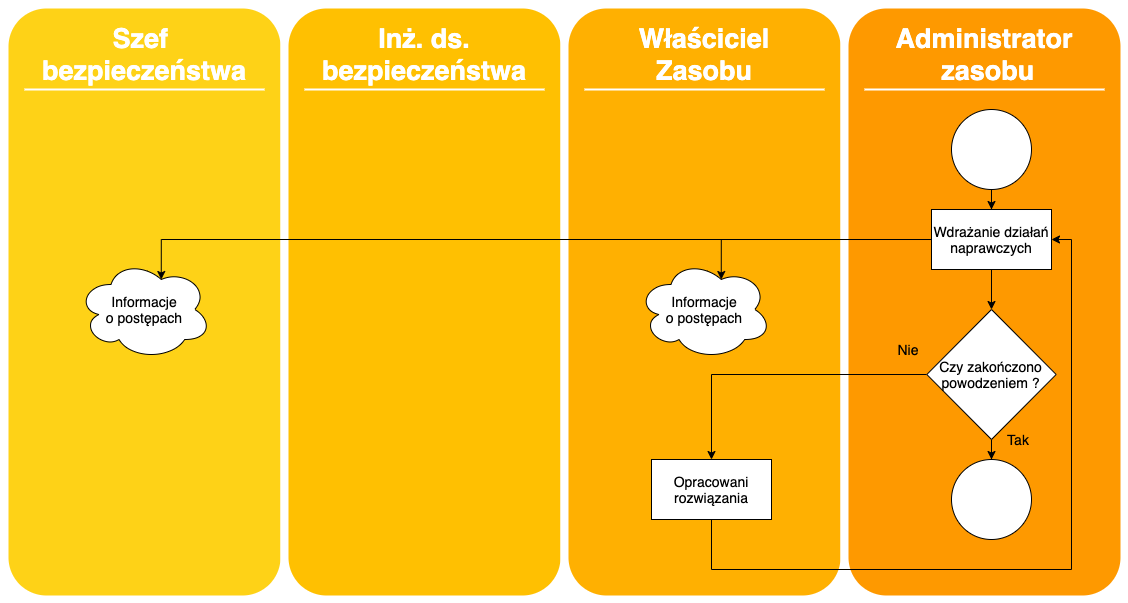 Szef
bezpieczeństwa
Inż. ds.
bezpieczeństwa
Właściciel
Zasobu
Administrator
zasobu
Wdrażanie działań
naprawczych
Informacje
o postępach
Informacje
o postępach
Nie
Czy zakończono
powodzeniem ?
Tak
Opracowani
rozwiązania